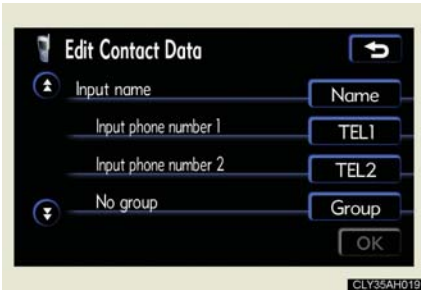 Edit Contact Data
Input name Name
Input phone number 1 TEL1
Input phone number 2 TEL2
No group Group
OK
CLY35AH019